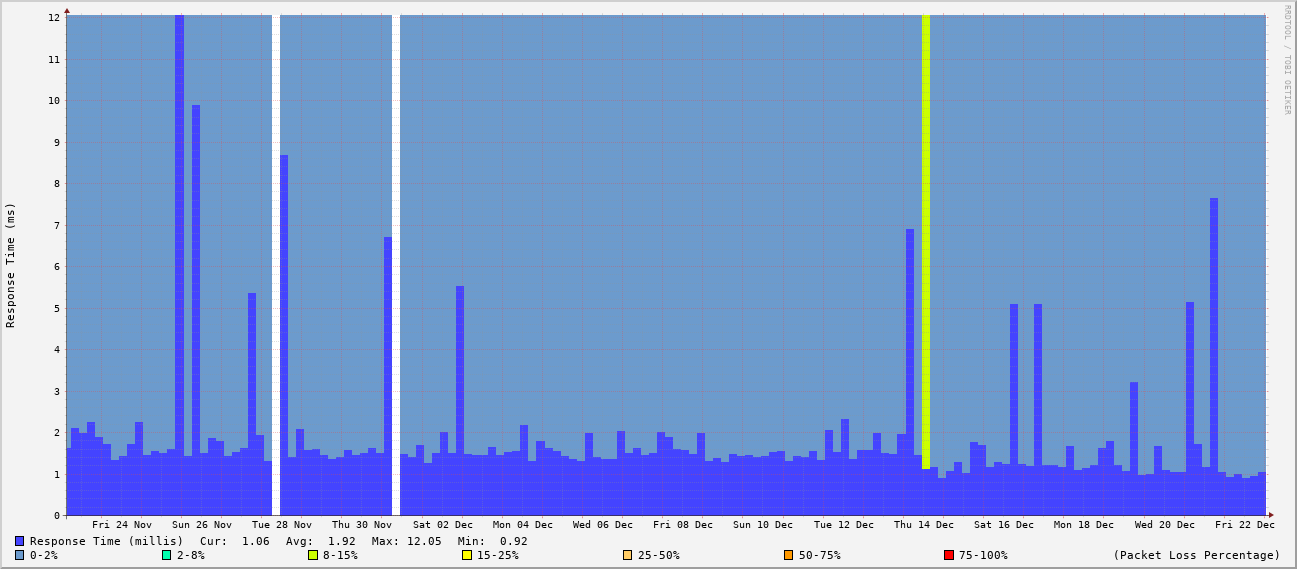 RRDTOOL / TOBI OETIKER
Response Time (ms)
12
11
10
9
8
7
6
5
4
3
2
1
0
Fri 24 Nov Sun 26 Nov Tue 28 Nov Thu 30 Nov Sat 02 Dec Mon 04 Dec Wed 06 Dec Fri 08 Dec Sun 10 Dec Tue 12 Dec Thu 14 Dec Sat 16 Dec Mon 18 Dec Wed 20 Dec Fri 22 Dec
Response Time (millis) Cur: 1.06 Avg: 1.92 Max: 12.05 Min: 0.92
0-2% 2-8% 8-15% 15-25% 25-50% 50-75% 75-100% (Packet Loss Percentage)